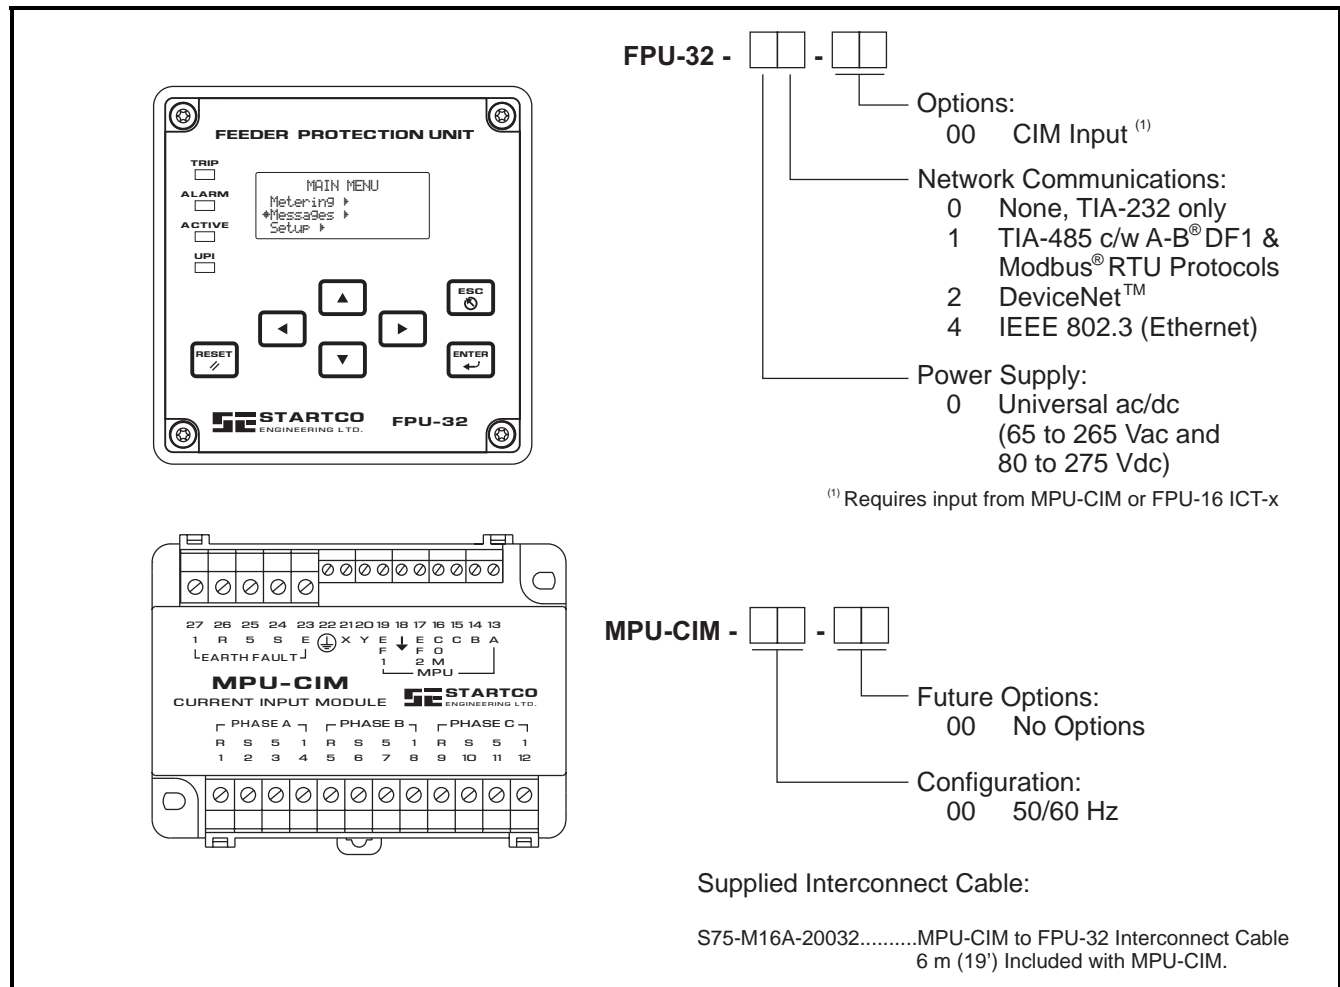 FPU-32 - -
Options:
00 CIM Input (1)
Network Communications:
0 None, TIA-232 only
1 TIA-485 c/w A-B® DF1 &
Modbus® RTU Protocols
2 DeviceNet™
4 IEEE 802.3 (Ethernet)
Power Supply:
0 Universal ac/dc
(65 to 265 Vac and
80 to 275 Vdc)
(1) Requires input from MPU-CIM or FPU-16 ICT-x
FEEDER PROTECTION UNIT
TRIP
ALARM
ACTIVE
UPI
MAIN MENU
Metering
Messages
Setup
ESC
RESET
ENTER
STARTCO
ENGINEERING LTD.
FPU-32
MPU-CIM - -
Future Options:
00 No Options
Configuration:
00 50/60 Hz
27 26 25 24 23 22 21 20 19 18 17 16 15 14 13
1 R 5 S E X Y EF1 EF2 COM C B A
EARTH FAULT
MPU
MPU-CIM
CURRENT INPUT MODULE
SE STARTCO
ENGINEERING LTD.
PHASE A PHASE B PHASE C
R S 5 1 R S 5 1 R S 5 1
1 2 3 4 5 6 7 8 9 10 11 12
Supplied Interconnect Cable:
S75-M16A-20032..........MPU-CIM to FPU-32 Interconnect Cable
6 m (19') Included with MPU-CIM.